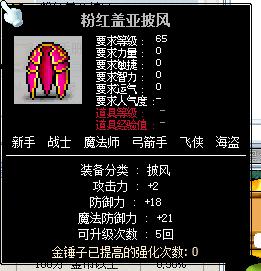 粉红盖亚披风
要求等级： 65
要求力量： 0
要求敏捷： 0
要求智力： 0
要求运气： 0
要求人气度： -
道具等级： -
道具经验值： -
新手 战士 魔法师 弓箭手 飞侠 海盗
装备分类 : 披风
攻击力 : +2
防御力 : +18
魔法防御力 : +21
可升级次数 : 5回
金锤子已提高的强化次数: 0